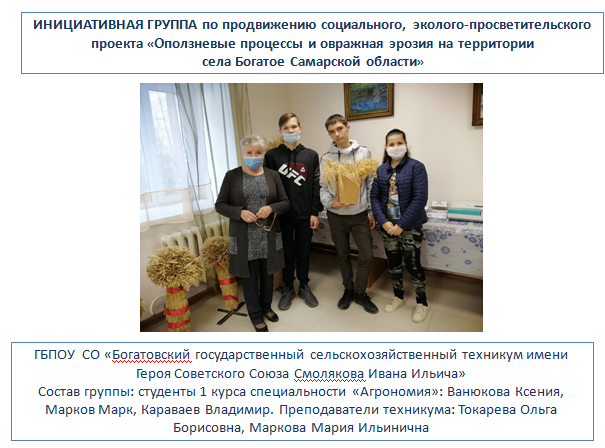 ИНИЦИАТИВНАЯ ГРУППА по продвижению социального, эколого-просветительского
проекта «Оползневые процессы и овражная эрозия на территории
села Богатое Самарской области»
UFC
ГБПОУ СО «Богатовский государственный сельскохозяйственный техникум имени
Героя Советского Союза Смолякова Ивана Ильича»
Состав группы: студенты 1 курса специальности «Агрономия»: Ванюкова Ксения,
Марков Марк, Караваев Владимир. Преподаватели техникума: Токарева Ольга
Борисовна, Маркова Мария Ильинична